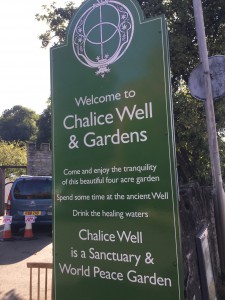 Welcome to
Chalice Well
& Gardens
Come and enjoy the tranquility
of this beautiful four acre garden
Spend some time at the ancient Well
Drink the healing waters
Chalice Well
is a Sanctuary &
World Peace Garden